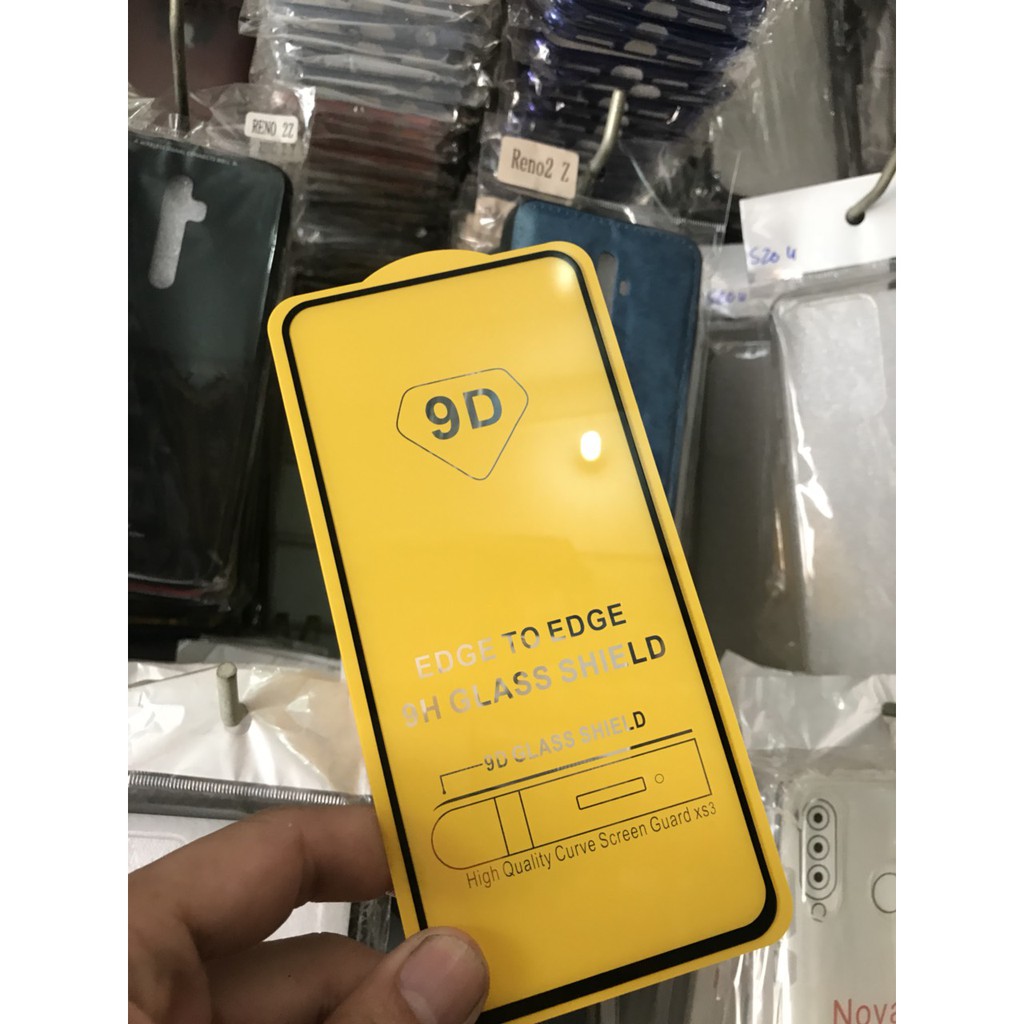 RENO 2Z
Reno2 Z
S20 U
9D
EDGE TO EDGE
9H GLASS SHIELD
9D GLASS SHIELD
High Quality Curve Screen Guard xs3
Nova